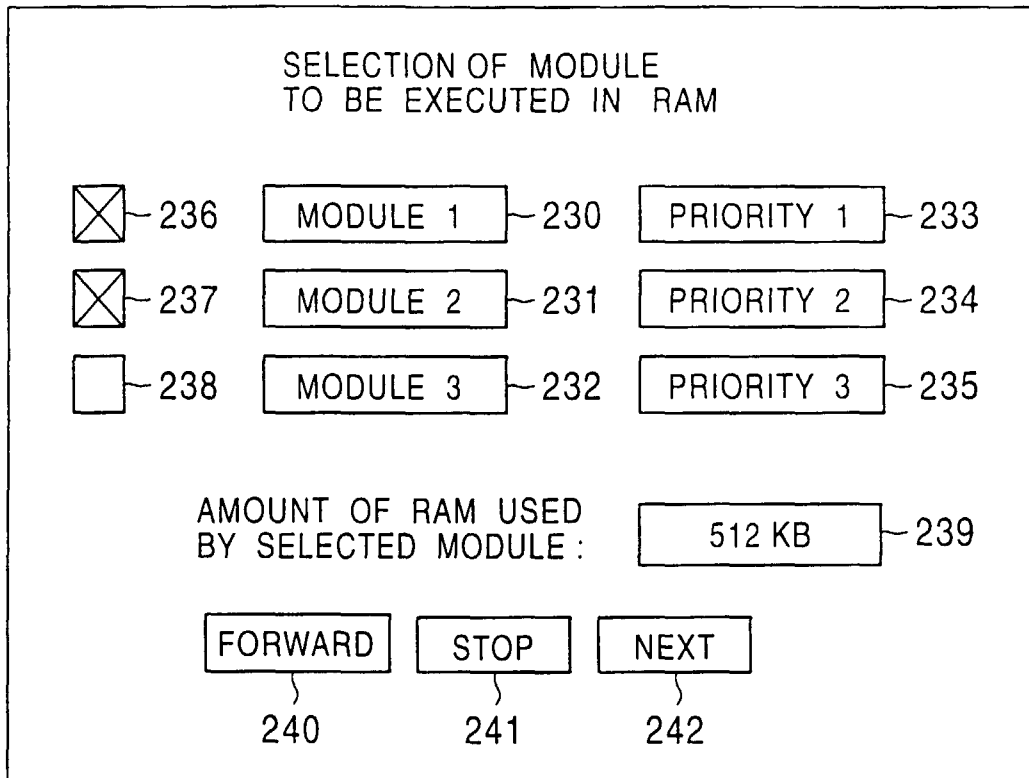 SELECTION OF MODULE
TO BE EXECUTED IN RAM
236 MODULE 1 230 PRIORITY 1 233
237 MODULE 2 231 PRIORITY 2 234
238 MODULE 3 232 PRIORITY 3 235
AMOUNT OF RAM USED
BY SELECTED MODULE :
512 KB 239
FORWARD STOP NEXT
240 241 242